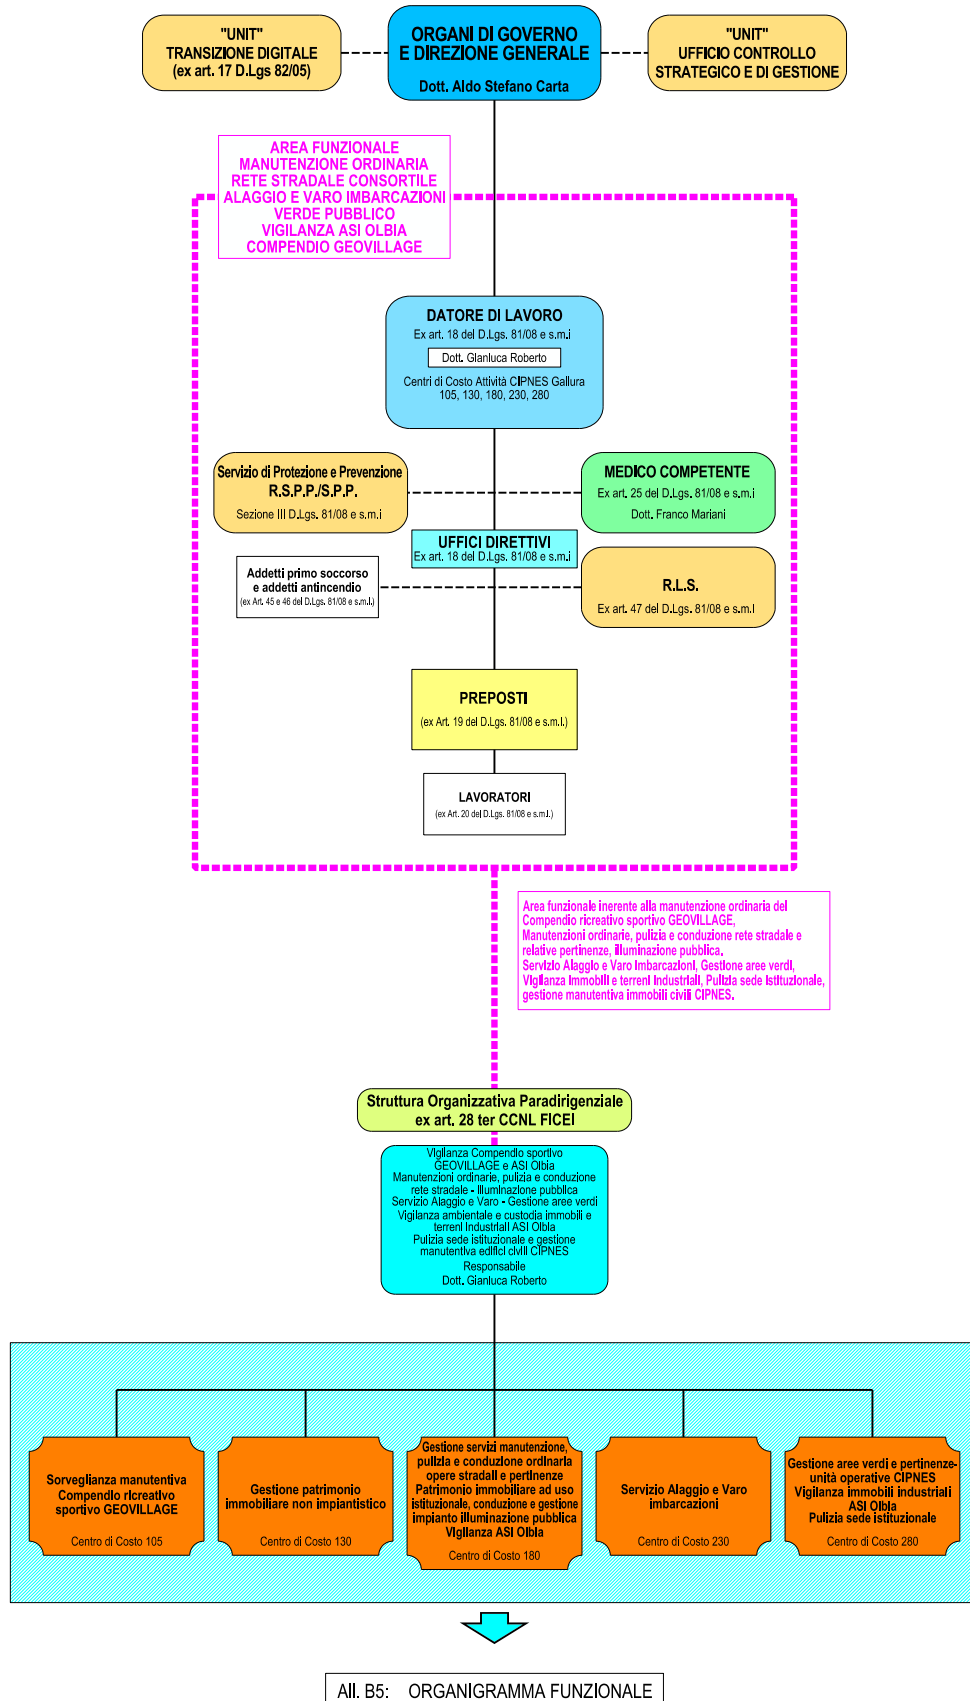 "UNIT"
TRANSIZIONE DIGITALE
(ex art. 17 D.Lgs 82/05)
ORGANI DI GOVERNO
E DIREZIONE GENERALE
Dott. Aldo Stefano Carta
"UNIT"
UFFICIO CONTROLLO
STRATEGICO E DI GESTIONE
AREA FUNZIONALE
MANUTENZIONE ORDINARIA
RETE STRADALE CONSORTILE
ALAGGIO E VARO IMBARCAZIONI
VERDE PUBBLICO
VIGILANZA ASI OLBIA
COMPENDIO GEOVILLAGE
DATORE DI LAVORO
Ex art. 18 del D.Lgs. 81/08 e s.m.i
Dott. Gianluca Roberto
Centri di Costo Attività CIPNES Gallura
105, 130, 180, 230, 280
Servizio di Protezione e Prevenzione
R.S.P.P./S.P.P.
Sezione III D.Lgs. 81/08 e s.m.i
MEDICO COMPETENTE
Ex art. 25 del D.Lgs. 81/08 e s.m.i
Dott. Franco Mariani
UFFICI DIRETTIVI
Ex art. 18 del D.Lgs. 81/08 e s.m.i
Addetti primo soccorso
e addetti antincendio
(ex Art. 45 e 46 del D.Lgs. 81/08 e s.m.i.)
R.L.S.
Ex art. 47 del D.Lgs. 81/08 e s.m.i
PREPOSTI
(ex Art. 19 del D.Lgs. 81/08 e s.m.i.)
LAVORATORI
(ex Art. 20 del D.Lgs. 81/08 e s.m.i.)
Area funzionale inerente alla manutenzione ordinaria del
Compendio ricreativo sportivo GEOVILLAGE,
Manutenzioni ordinarie, pulizia e conduzione rete stradale e
relative pertinenze, illuminazione pubblica.
Servizio Alaggio e Varo Imbarcazioni, Gestione aree verdi,
Vigilanza Immobili e terreni Industriali, Pulizia sede Istituzionale,
gestione manutentiva immobili civili CIPNES.
Struttura Organizzativa Paradirigenziale
ex art. 28 ter CCNL FICEI
Vigilanza Compendio sportivo
GEOVILLAGE e ASI Olbia
Manutenzioni ordinarie, pulizia e conduzione
rete stradale - Illuminazione pubblica
Servizio Alaggio e Varo - Gestione aree verdi
Vigilanza ambientale e custodia immobili e
terreni Industriali ASI Olbia
Pulizia sede istituzionale e gestione
manutentiva edifici civili CIPNES
Responsabile
Dott. Gianluca Roberto
Sorveglianza manutentiva
Compendio ricreativo
sportivo GEOVILLAGE
Centro di Costo 105
Gestione patrimonio
immobiliare non impiantistico
Centro di Costo 130
Gestione servizi manutenzione,
pulizia e conduzione ordinaria
opere stradali e pertinenze
Patrimonio immobiliare ad uso
istituzionale, conduzione e gestione
impianto illuminazione pubblica
Vigilanza ASI Olbia
Centro di Costo 180
Servizio Alaggio e Varo
imbarcazioni
Centro di Costo 230
Gestione aree verdi e pertinenze-
unità operative CIPNES
Vigilanza immobili industriali
ASI Olbia
Pulizia sede istituzionale
Centro di Costo 280
All. B5: ORGANIGRAMMA FUNZIONALE